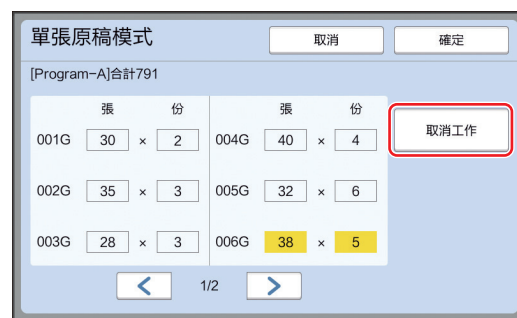 單張原稿模式 取消 確定
[Program-A]合計791
張 份 張 份
001G 30 × 2 004G 40 × 4 取消工作
002G 35 × 3 005G 32 × 6
003G 28 × 3 006G 38 × 5
< 1/2 >